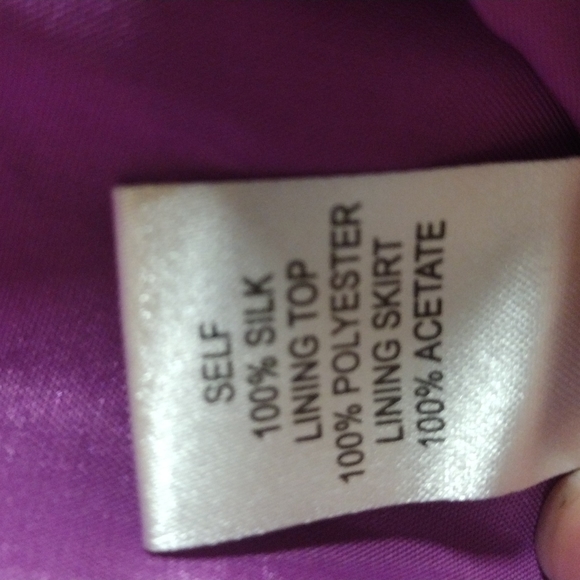 SELF
100% SILK
LINING TOP
100% POLYESTER
LINING SKIRT
100% ACETATE